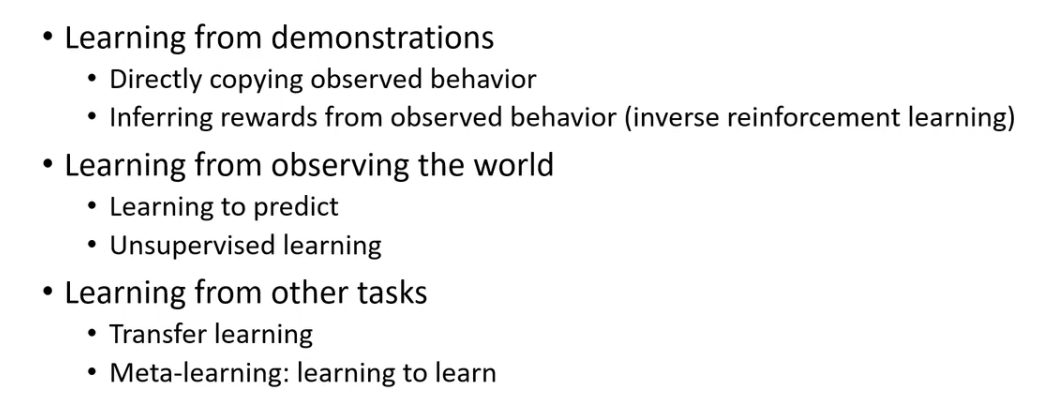 • Learning from demonstrations
• Directly copying observed behavior
• Inferring rewards from observed behavior (inverse reinforcement learning)
• Learning from observing the world
• Learning to predict
• Unsupervised learning
• Learning from other tasks
• Transfer learning
• Meta-learning: learning to learn